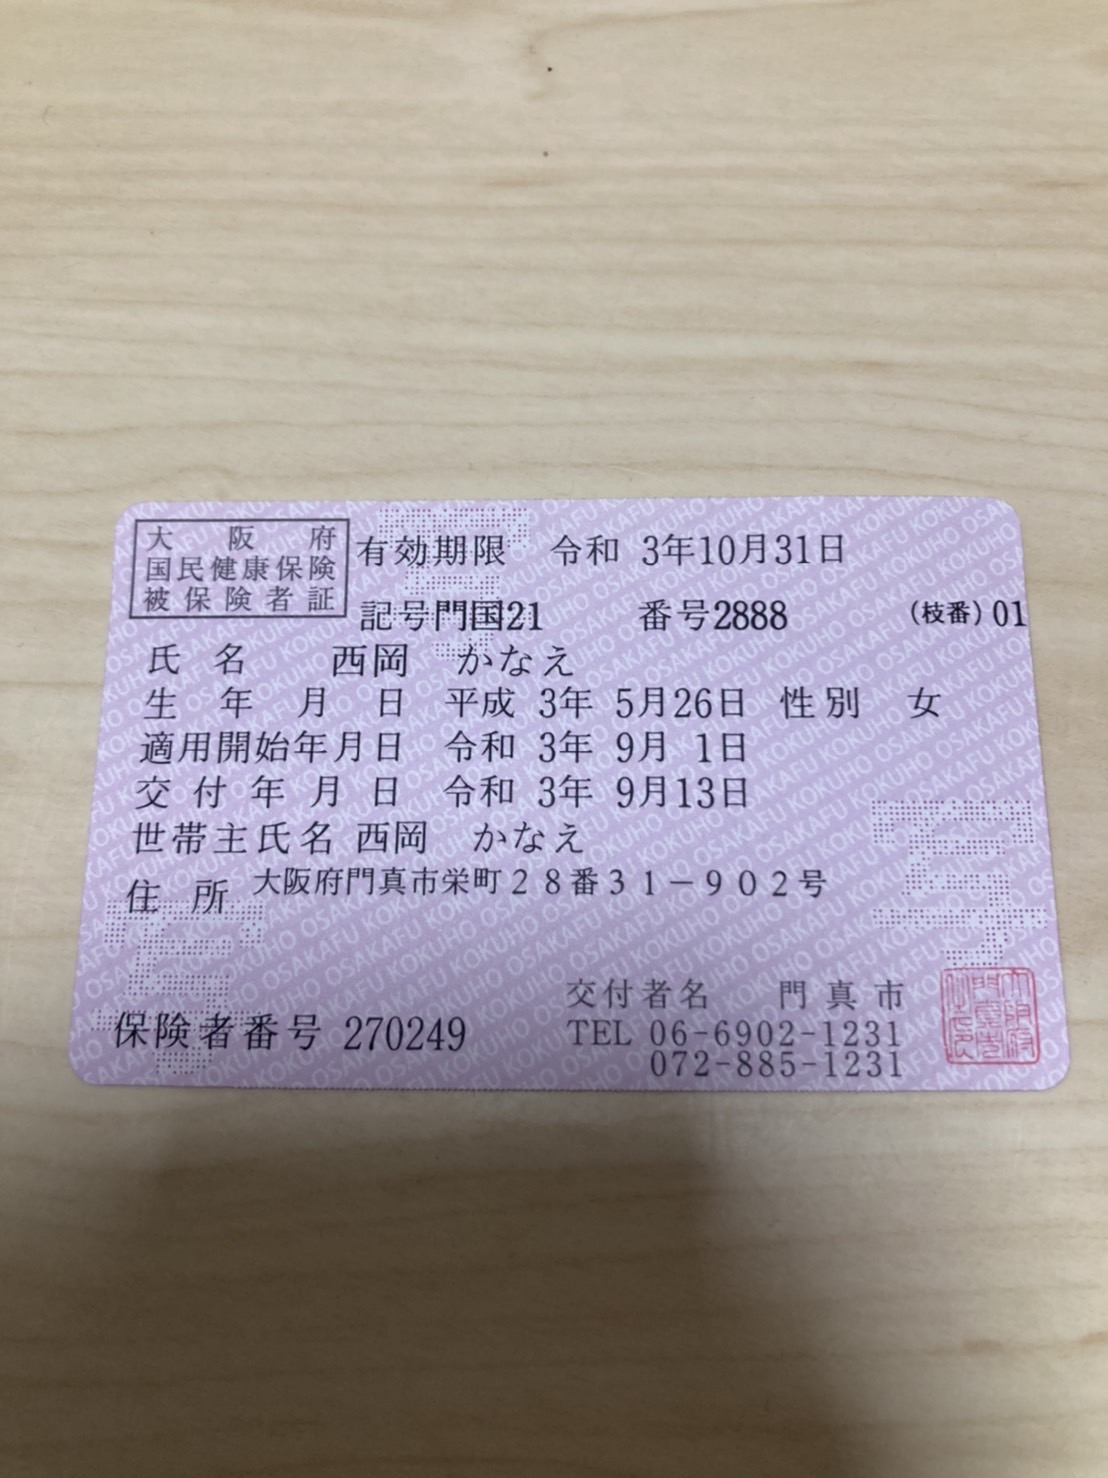 大阪府
国民健康保険
被保険者証
有効期限 令和 3年10月31日
記号門国21 番号2888 (枝番)01
氏名 西岡 かなえ
生年月日 平成 3年 5月26日 性別 女
適用開始年月日 令和 3年 9月 1日
交付年月日 令和 3年 9月13日
世帯主氏名 西岡 かなえ
住所 大阪府門真市栄町28番31-902号
保険者番号 270249
交付者名 門真市
TEL 06-6902-1231
072-885-1231
OSAKAFU KOKUHO